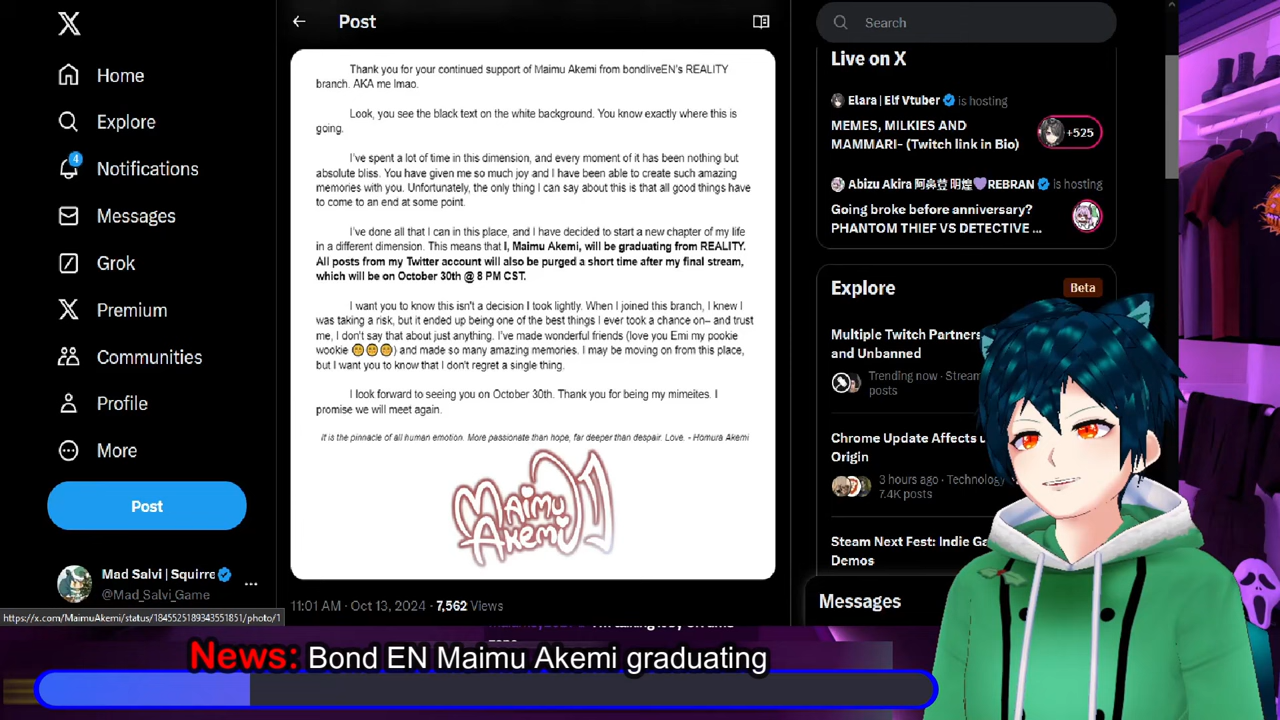 Home
Explore
4
Notifications
Messages
Grok
Premium
Communities
Profile
More
Post
Mad Salvi | Squirre
@Mad_Salvi_Game
https://x.com/MaimuAkemi/status/1845525189343551851/photo/1
Post
Thank you for your continued support of Maimu Akemi from bondliveEN's REALITY
branch. AKA me lmao.
Look, you see the black text on the white background. You know exactly where this is
going.
I've spent a lot of time in this dimension, and every moment of it has been nothing but
absolute bliss. You have given me so much joy and I have been able to create such amazing
memories with you. Unfortunately, the only thing I can say about this is that all good things have
to come to an end at some point.
I've done all that I can in this place, and I have decided to start a new chapter of my life
in a different dimension. This means that I, Maimu Akemi, will be graduating from REALITY.
All posts from my Twitter account will also be purged a short time after my final stream,
which will be on October 30th @ 8 PM CST.
I want you to know this isn't a decision I took lightly. When I joined this branch, I knew I
was taking a risk, but it ended up being one of the best things I ever took a chance on– and trust
me, I don't say that about just anything. I've made wonderful friends (love you Emi my pookie
wookie 😳😳😳) and made so many amazing memories. I may be moving on from this place,
but I want you to know that I don't regret a single thing.
I look forward to seeing you on October 30th. Thank you for being my mimeites. I
promise we will meet again.
It is the pinnacle of all human emotion. More passionate than hope, far deeper than despair. Love. - Homura Akemi
Maimu
Akemi
11:01 AM · Oct 13, 2024 · 7,562 Views
Search
Live on X
Elara | Elf Vtuber is hosting
MEMES, MILKIES AND
MAMMARI- (Twitch link in Bio)
+525
Abizu Akira 阿鼻荳 明煌💜REBRAN is hosting
Going broke before anniversary?
PHANTOM THIEF VS DETECTIVE ...
Explore
Beta
Multiple Twitch Partners
and Unbanned
Trending now · Stream
posts
Chrome Update Affects u
Origin
3 hours ago · Technology
7.4K posts
Steam Next Fest: Indie Ga
Demos
Messages
News: Bond EN Maimu Akemi graduating